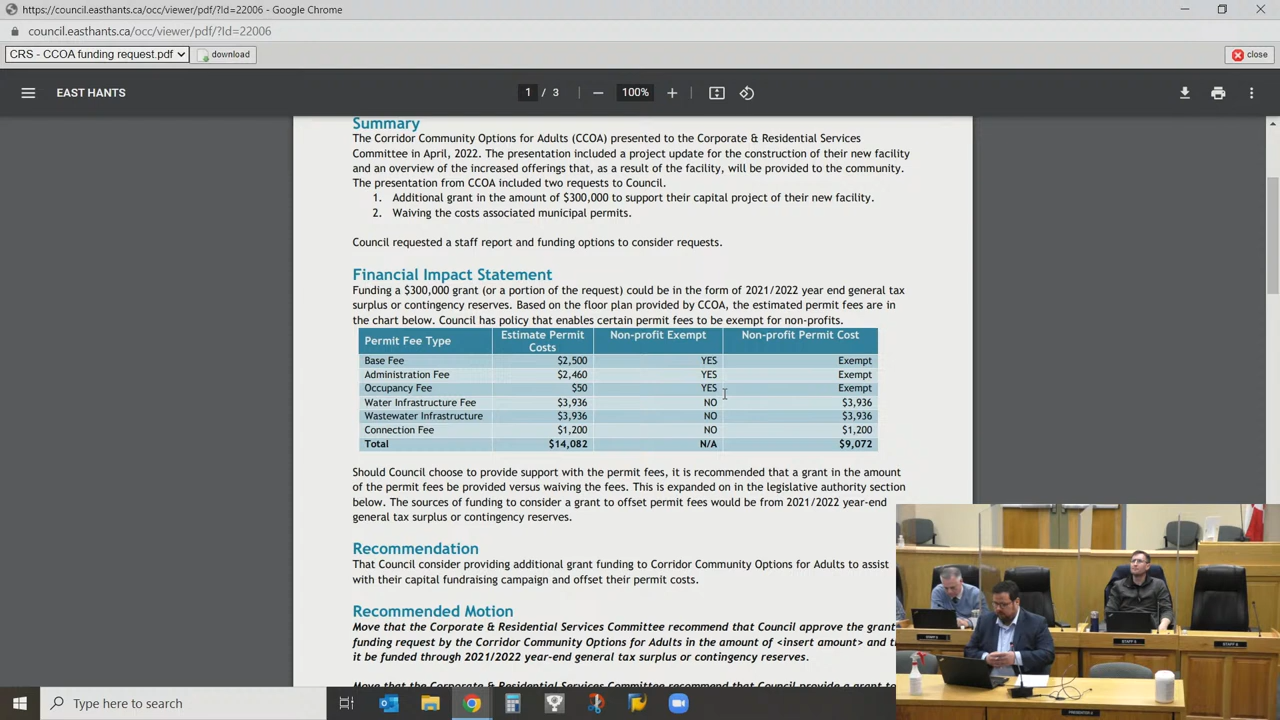 https://council.easthants.ca/occ/viewer/pdf/?Id=22006 - Google Chrome
council.easthants.ca/occ/viewer/pdf/?Id=22006
CRS - CCOA funding request.pdf
download
close
EAST HANTS
1 / 3
100%
Summary
The Corridor Community Options for Adults (CCOA) presented to the Corporate & Residential Services
Committee in April, 2022. The presentation included a project update for the construction of their new facility
and an overview of the increased offerings that, as a result of the facility, will be provided to the community.
The presentation from CCOA included two requests to Council.
1. Additional grant in the amount of $300,000 to support their capital project of their new facility.
2. Waiving the costs associated municipal permits.
Council requested a staff report and funding options to consider requests.
Financial Impact Statement
Funding a $300,000 grant (or a portion of the request) could be in the form of 2021/2022 year end general tax
surplus or contingency reserves. Based on the floor plan provided by CCOA, the estimated permit fees are in
the chart below. Council has policy that enables certain permit fees to be exempt for non-profits.
Permit Fee Type Estimate Permit Costs Non-profit Exempt Non-profit Permit Cost
Base Fee $2,500 YES Exempt
Administration Fee $2,460 YES Exempt
Occupancy Fee $50 YES Exempt
Water Infrastructure Fee $3,936 NO $3,936
Wastewater Infrastructure $3,936 NO $3,936
Connection Fee $1,200 NO $1,200
Total $14,082 N/A $9,072
Should Council choose to provide support with the permit fees, it is recommended that a grant in the amount
of the permit fees be provided versus waiving the fees. This is expanded on in the legislative authority section
below. The sources of funding to consider a grant to offset permit fees would be from 2021/2022 year-end
general tax surplus or contingency reserves.
Recommendation
That Council consider providing additional grant funding to Corridor Community Options for Adults to assist
with their capital fundraising campaign and offset their permit costs.
Recommended Motion
Move that the Corporate & Residential Services Committee recommend that Council approve the grant
funding request by the Corridor Community Options for Adults in the amount of <insert amount> and t
it be funded through 2021/2022 year-end general tax surplus or contingency reserves.
Move that the Corporate & Residential Services Committee recommend that Council provide a grant to
Type here to search